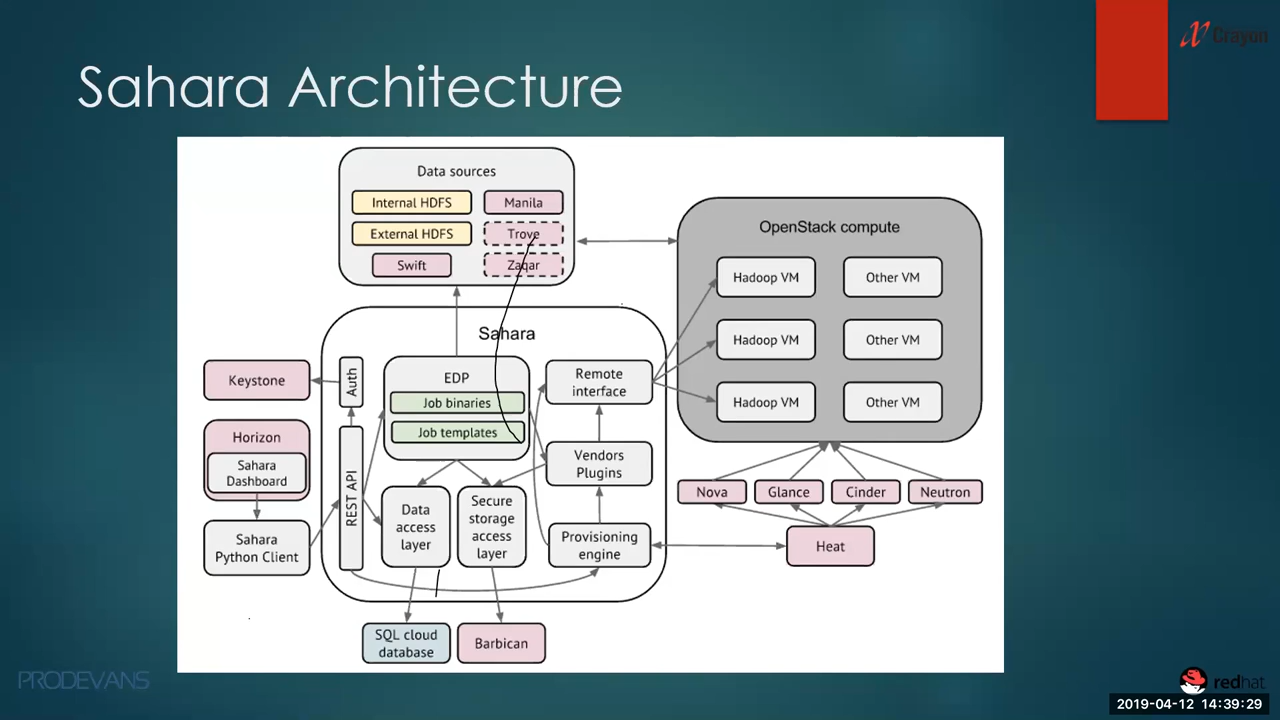 Crayon
Sahara Architecture
Data sources
Internal HDFS
Manila
External HDFS
Trove
Swift
Zaqar
OpenStack compute
Hadoop VM
Other VM
Hadoop VM
Other VM
Hadoop VM
Other VM
Sahara
Keystone
Auth
EDP
Job binaries
Job templates
Remote
interface
Horizon
Sahara
Dashboard
REST API
Vendors
Plugins
Nova
Glance
Cinder
Neutron
Sahara
Python Client
Data
access
layer
Secure
storage
access
layer
Provisioning
engine
Heat
SQL cloud
database
Barbican
PRODEVANS
redhat
2019-04-12 14:39:29